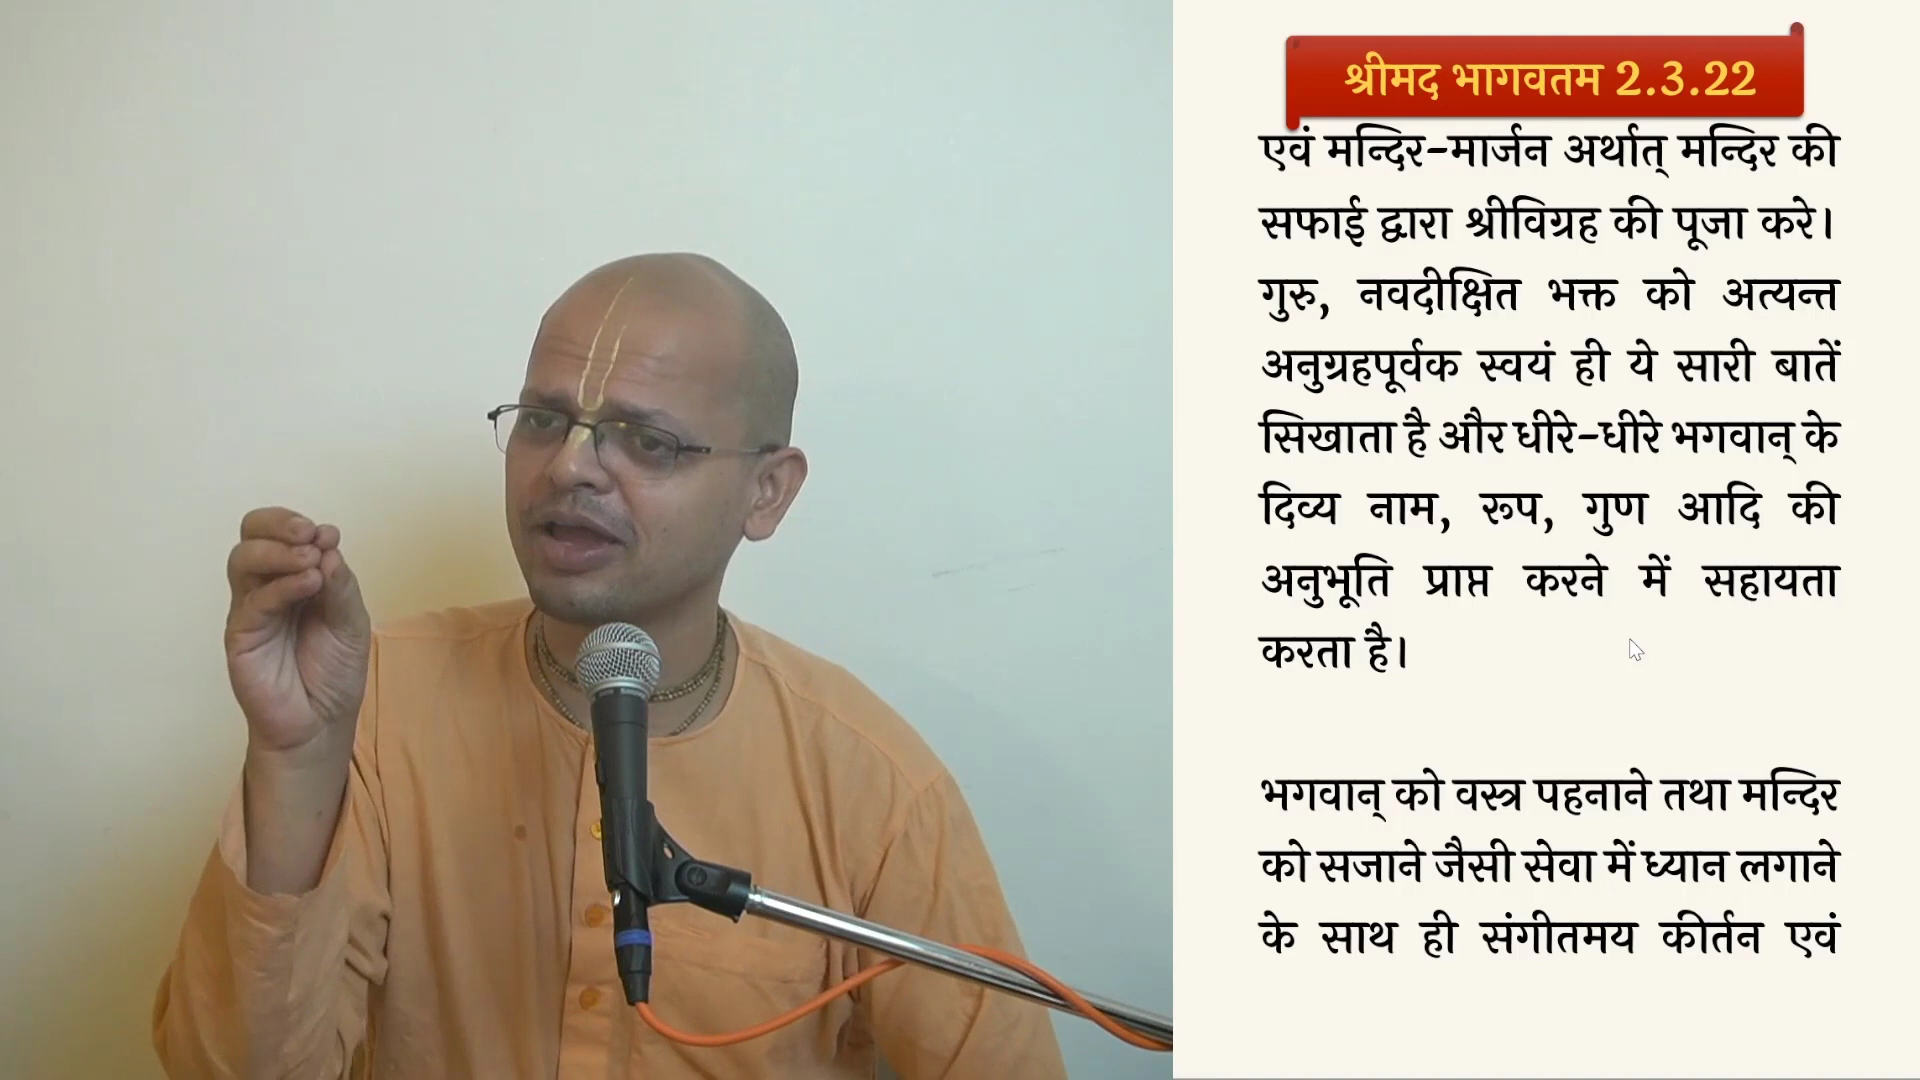 श्रीमद भागवतम 2.3.22
एवं मन्दिर-मार्जन अर्थात् मन्दिर की
सफाई द्वारा श्रीविग्रह की पूजा करे।
गुरु, नवदीक्षित भक्त को अत्यन्त
अनुग्रहपूर्वक स्वयं ही ये सारी बातें
सिखाता है और धीरे-धीरे भगवान् के
दिव्य नाम, रूप, गुण आदि की
अनुभूति प्राप्त करने में सहायता
करता है।
भगवान् को वस्त्र पहनाने तथा मन्दिर
को सजाने जैसी सेवा में ध्यान लगाने
के साथ ही संगीतमय कीर्तन एवं